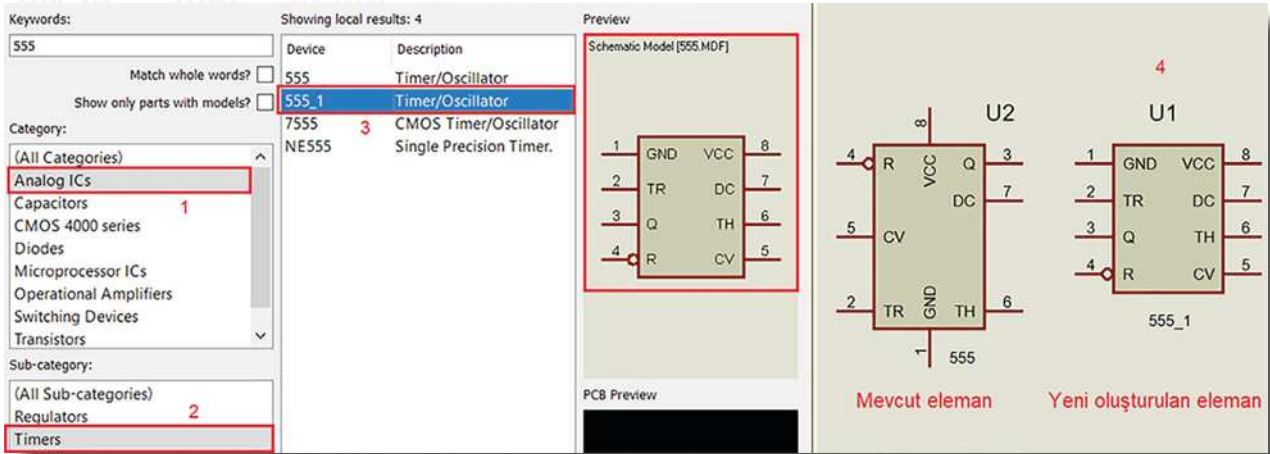 Keywords:
555
Match whole words?
Show only parts with models?
Category:
(All Categories)
Analog ICs
1
Capacitors
CMOS 4000 series
Diodes
Microprocessor ICs
Operational Amplifiers
Switching Devices
Transistors
Sub-category:
(All Sub-categories)
Regulators
2
Timers
Showing local results: 4
Device Description
555 Timer/Oscillator
555_1 Timer/Oscillator
7555 3 CMOS Timer/Oscillator
NE555 Single Precision Timer.
Preview
Schematic Model [555.MDF]
1 GND VCC 8
2 TR DC 7
3 Q TH 6
4 R CV 5
PCB Preview
U2
8
4 R VCC Q 3
DC 7
5 CV
2 TR GND TH 6
1
555
Mevcut eleman
4
U1
1 GND VCC 8
2 TR DC 7
3 Q TH 6
4 R CV 5
555_1
Yeni oluşturulan eleman